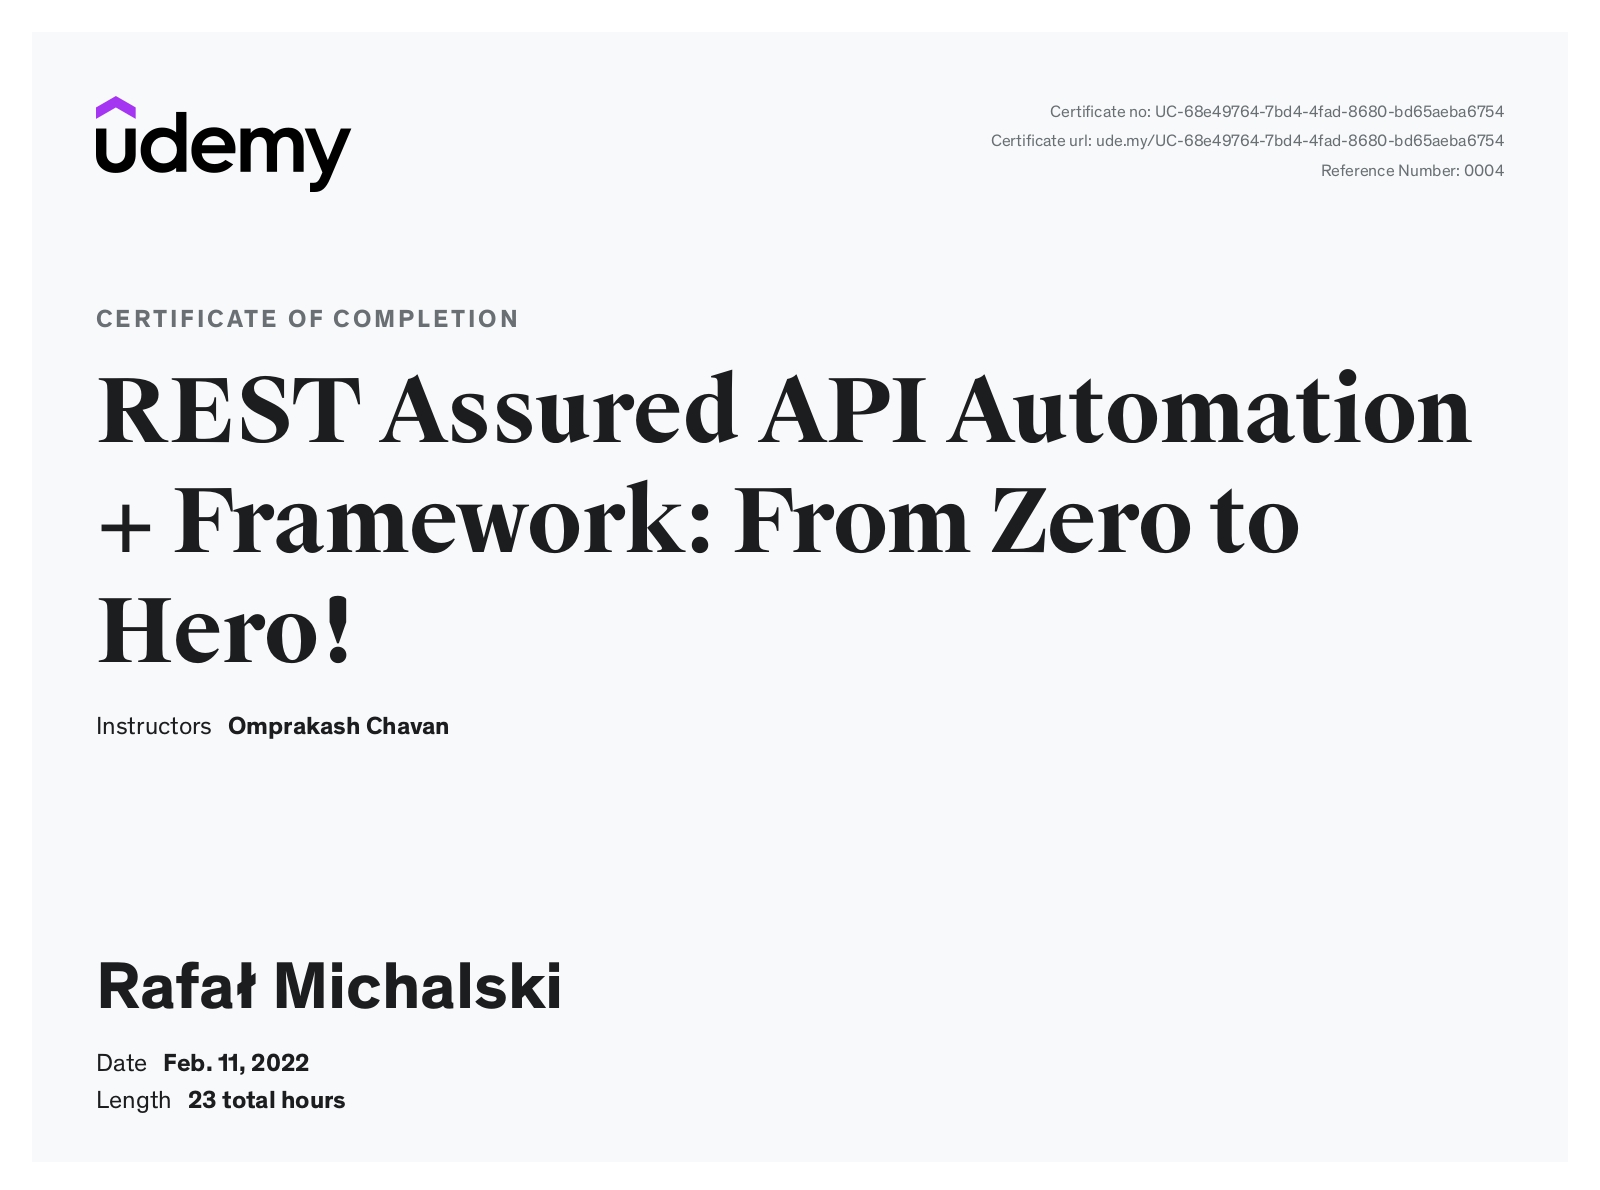 udemy
Certificate no: UC-68e49764-7bd4-4fad-8680-bd65aeba6754
Certificate url: ude.my/UC-68e49764-7bd4-4fad-8680-bd65aeba6754
Reference Number: 0004
CERTIFICATE OF COMPLETION
REST Assured API Automation
+ Framework: From Zero to
Hero!
Instructors Omprakash Chavan
Rafał Michalski
Date Feb. 11, 2022
Length 23 total hours